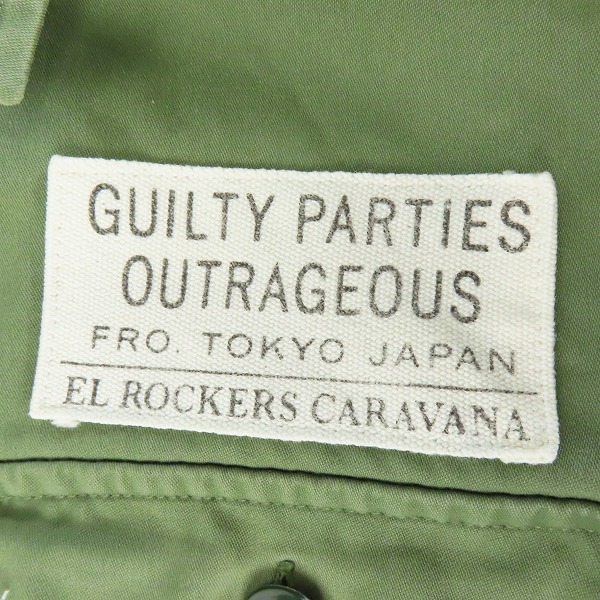 GUILTY PARTIES
OUTRAGEOUS
FRO. TOKYO JAPAN
EL ROCKERS CARAVANA